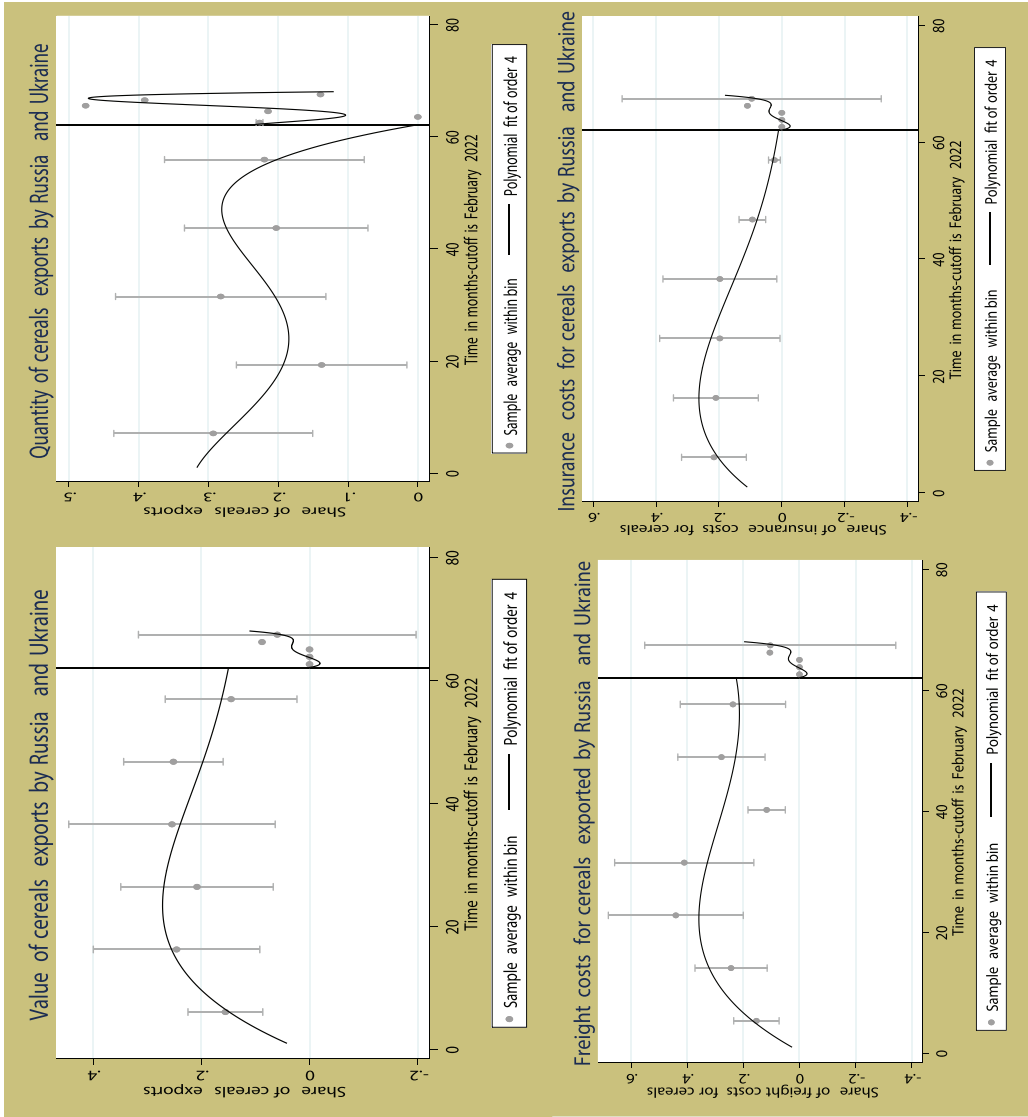 Value of cereals exports by Russia and Ukraine
Share of cereals exports
.4
.2
0
-.2
0 20 40 60 80
Time in months-cutoff is February 2022
Sample average within bin Polynomial fit of order 4
Quantity of cereals exports by Russia and Ukraine
Share of cereals exports
.5
.4
.3
.2
.1
0
0 20 40 60 80
Time in months-cutoff is February 2022
Sample average within bin Polynomial fit of order 4
Freight costs for cereals exported by Russia and Ukraine
Share of freight costs for cereals
.6
.4
.2
0
-.2
-.4
0 20 40 60 80
Time in months-cutoff is February 2022
Sample average within bin Polynomial fit of order 4
Insurance costs for cereals exports by Russia and Ukraine
Share of insurance costs for cereals
.6
.4
.2
0
-.2
-.4
0 20 40 60 80
Time in months-cutoff is February 2022
Sample average within bin Polynomial fit of order 4